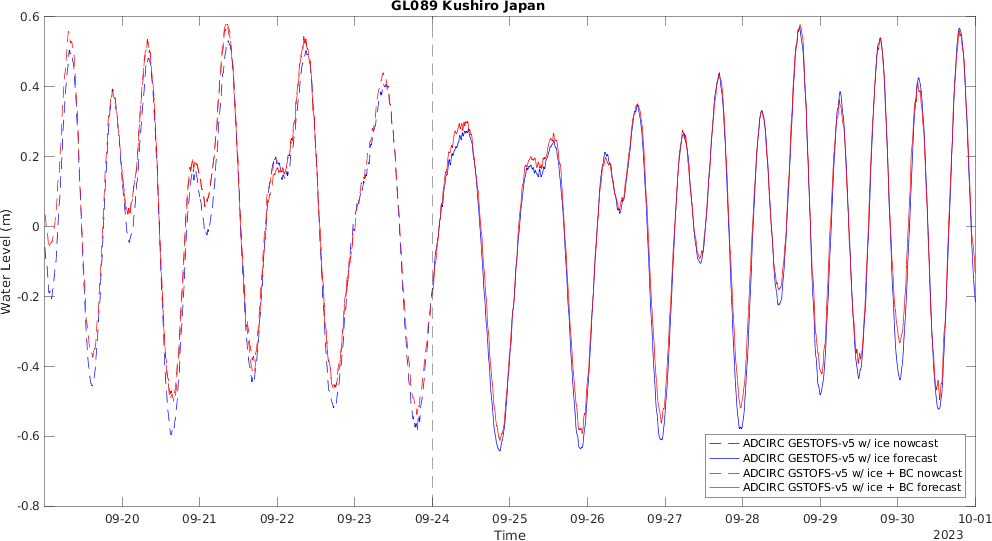 GL089 Kushiro Japan
0.6
0.4
0.2
0
-0.2
-0.4
-0.6
-0.8
Water Level (m)
ADCIRC GESTOFS-v5 w/ ice nowcast
ADCIRC GESTOFS-v5 w/ ice forecast
ADCIRC GSTOFS-v5 w/ ice + BC nowcast
ADCIRC GSTOFS-v5 w/ ice + BC forecast
09-20 09-21 09-22 09-23 09-24 09-25 09-26 09-27 09-28 09-29 09-30 10-01
Time
2023